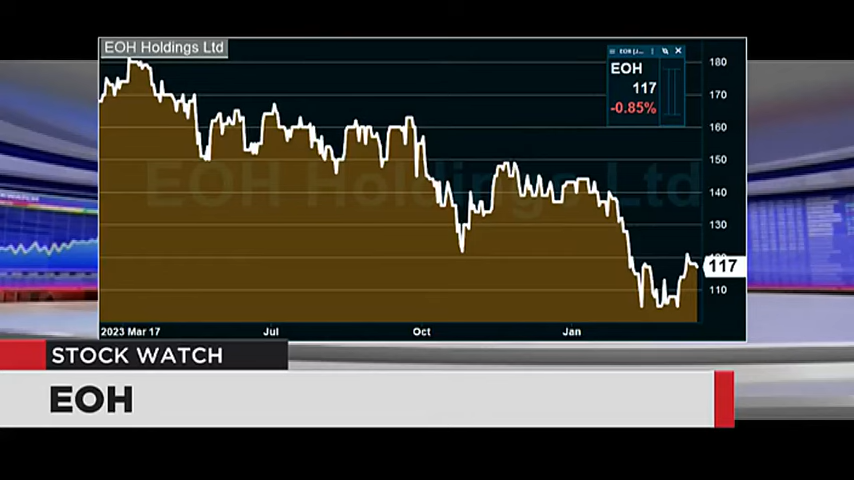 EOH Holdings Ltd
EOH
117
-0.85%
180
170
160
150
140
130
120
117
110
EOH Holdings Ltd
2023 Mar 17 Jul Oct Jan
STOCK WATCH
EOH